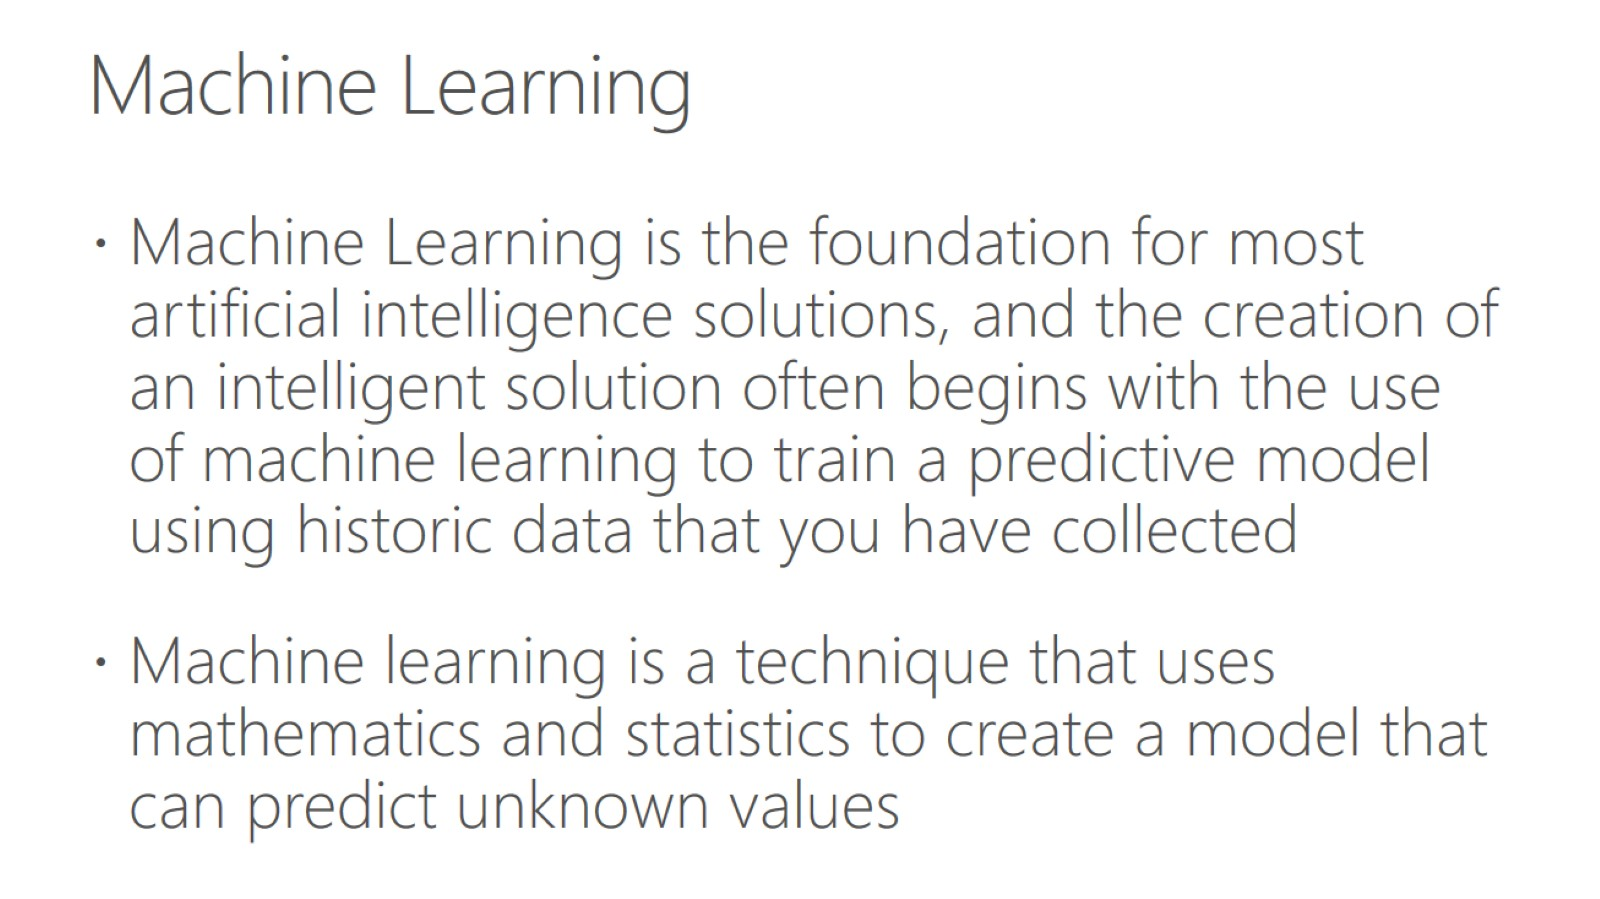 Machine Learning
• Machine Learning is the foundation for most
artificial intelligence solutions, and the creation of
an intelligent solution often begins with the use
of machine learning to train a predictive model
using historic data that you have collected
• Machine learning is a technique that uses
mathematics and statistics to create a model that
can predict unknown values